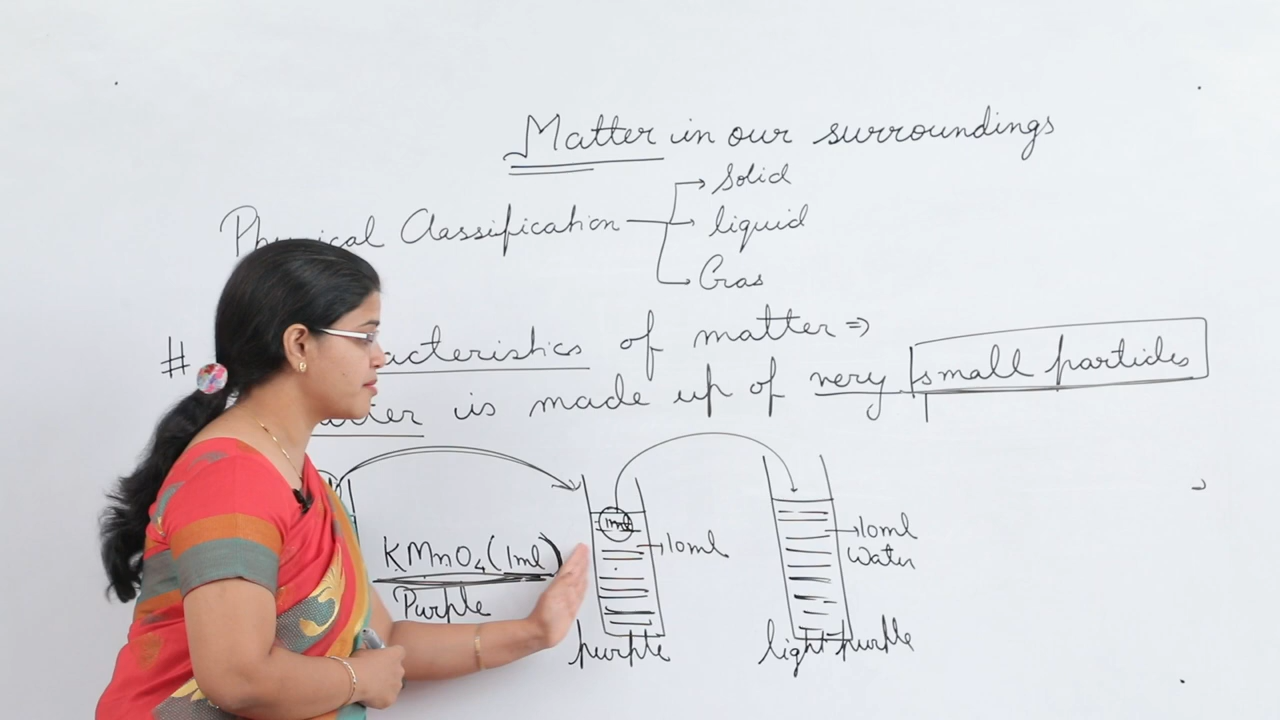 Matter in our surroundings
Solid
Physical Classification
liquid
Gas
# acteristics of matter ⇒
is made up of very small particles
1ml
KMnO4 (1ml)
Purple
10ml
10ml
Water
purple
light purple